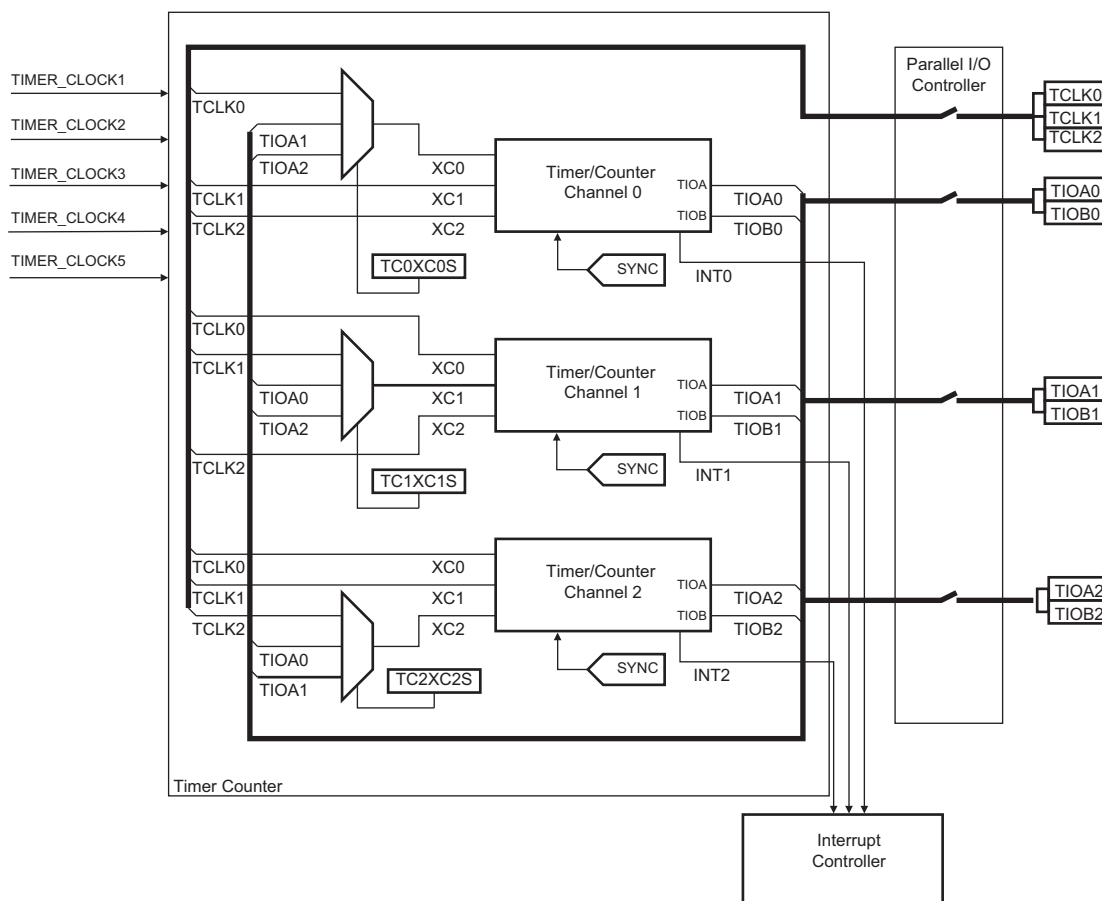 TIMER_CLOCK1
TIMER_CLOCK2
TIMER_CLOCK3
TIMER_CLOCK4
TIMER_CLOCK5
TCLK0
TIOA1
TIOA2
TCLK1
TCLK2
XC0
XC1
XC2
TC0XC0S
Timer/Counter
Channel 0
TIOA
TIOB
TIOA0
TIOB0
SYNC
INT0
TCLK0
TCLK1
TIOA0
TIOA2
TCLK2
XC0
XC1
XC2
TC1XC1S
Timer/Counter
Channel 1
TIOA
TIOB
TIOA1
TIOB1
SYNC
INT1
TCLK0
TCLK1
TCLK2
TIOA0
TIOA1
XC0
XC1
XC2
TC2XC2S
Timer/Counter
Channel 2
TIOA
TIOB
TIOA2
TIOB2
SYNC
INT2
Timer Counter
Parallel I/O
Controller
TCLK0
TCLK1
TCLK2
TIOA0
TIOB0
TIOA1
TIOB1
TIOA2
TIOB2
Interrupt
Controller